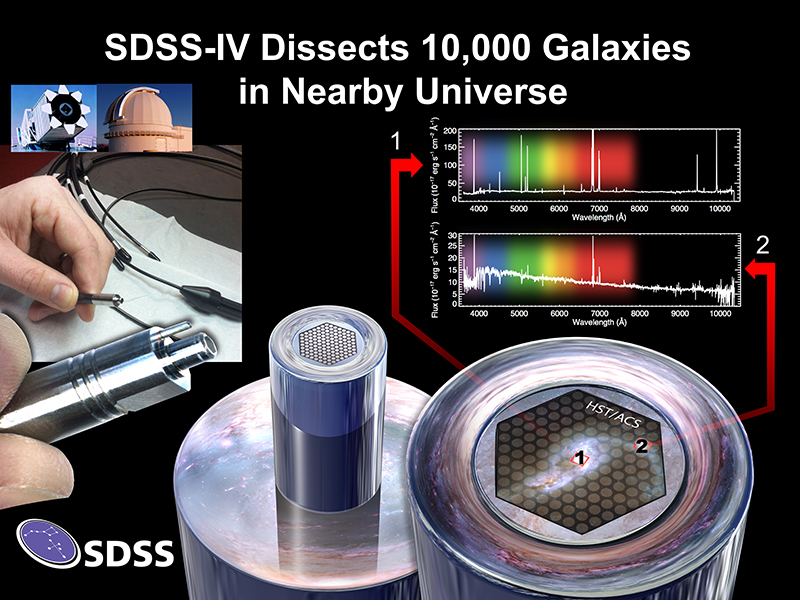 SDSS-IV Dissects 10,000 Galaxies
in Nearby Universe
1
Flux (10⁻¹⁷ erg s⁻¹ cm⁻² Å⁻¹)
200
150
100
50
0
4000 5000 6000 7000 8000 9000 10000
Wavelength (Å)
2
Flux (10⁻¹⁷ erg s⁻¹ cm⁻² Å⁻¹)
30
25
20
15
10
5
0
4000 5000 6000 7000 8000 9000 10000
Wavelength (Å)
HST/ACS
1
2
SDSS